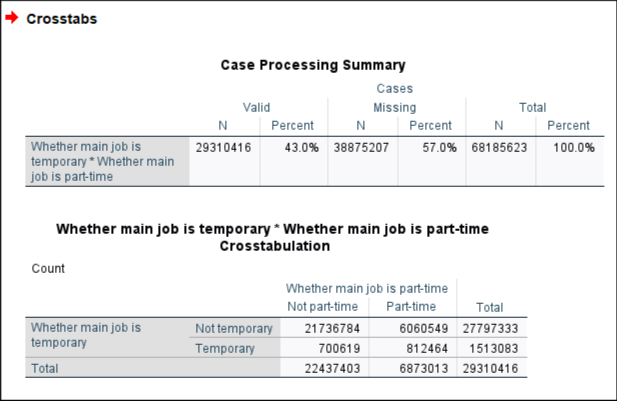 Crosstabs
Case Processing Summary
Cases
Valid Missing Total
N Percent N Percent N Percent
Whether main job is temporary * Whether main job is part-time 29310416 43.0% 38875207 57.0% 68185623 100.0%
Whether main job is temporary * Whether main job is part-time
Crosstabulation
Count
Whether main job is part-time
Not part-time Part-time Total
Whether main job is temporary Not temporary 21736784 6060549 27797333
Temporary 700619 812464 1513083
Total 22437403 6873013 29310416